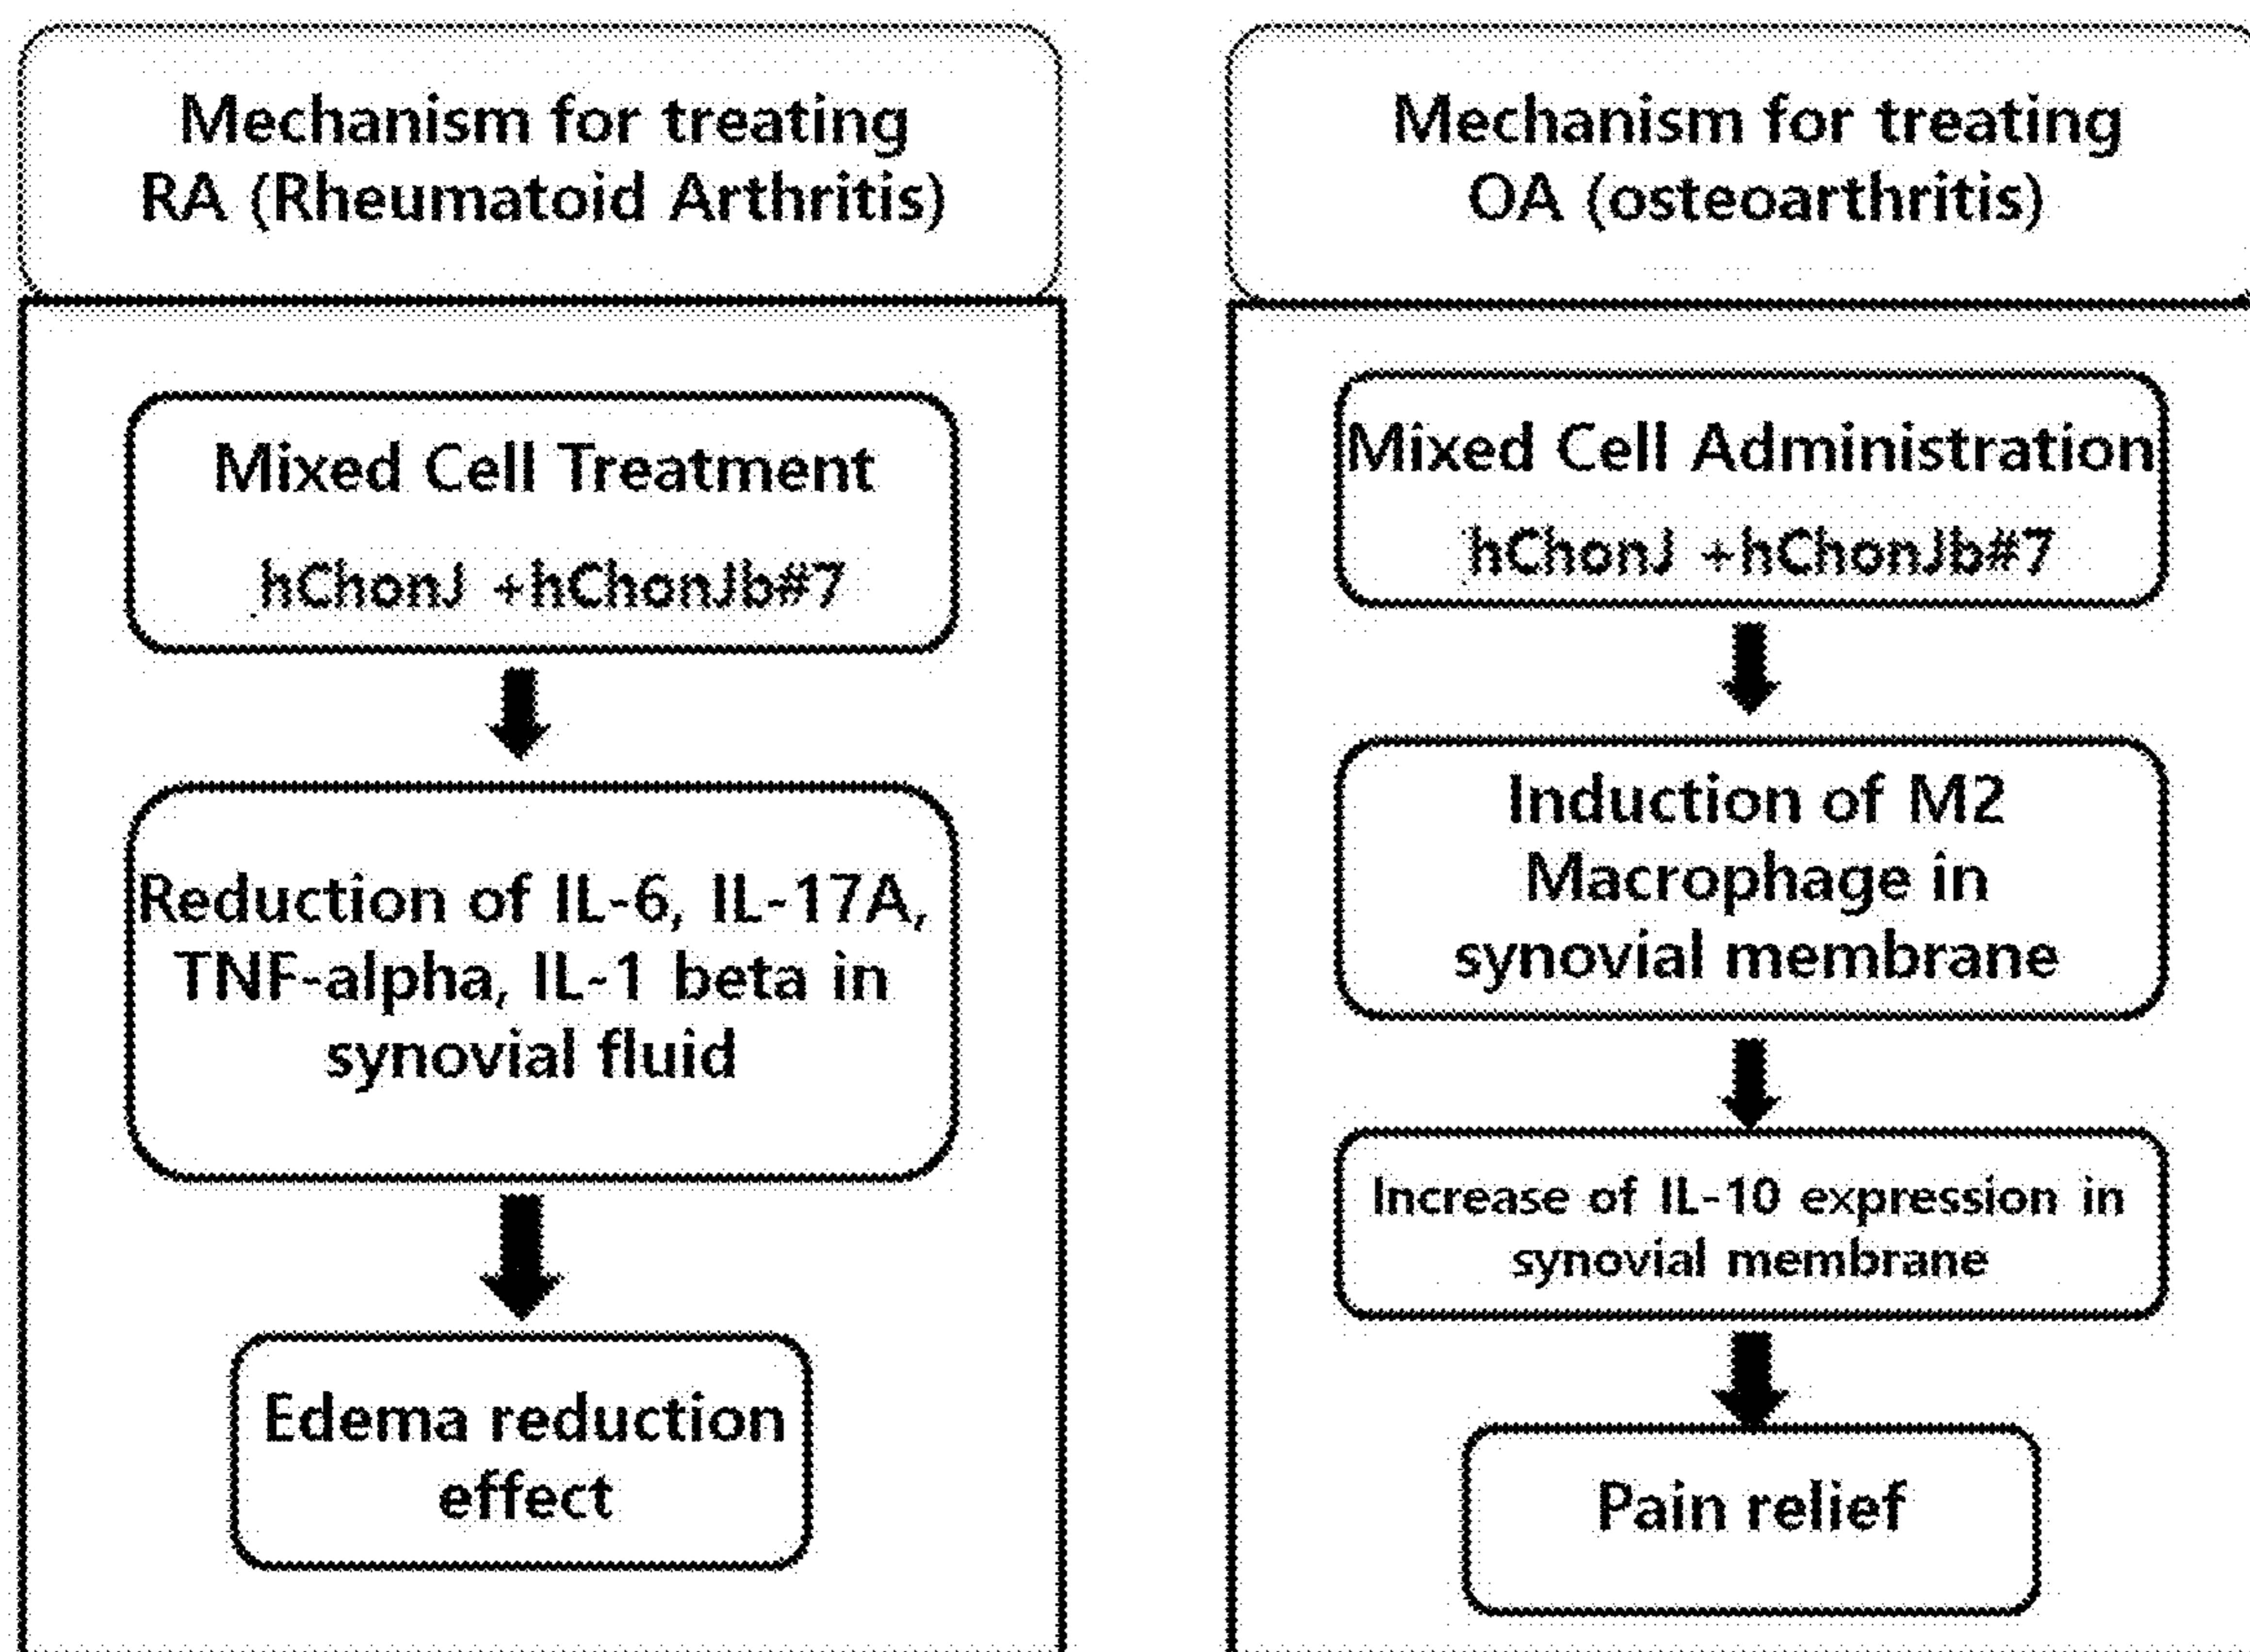 Mechanism for treating
RA (Rheumatoid Arthritis)
Mixed Cell Treatment
hChonJ +hChonJb#7
Reduction of IL-6, IL-17A,
TNF-alpha, IL-1 beta in
synovial fluid
Edema reduction
effect
Mechanism for treating
OA (osteoarthritis)
Mixed Cell Administration
hChonJ +hChonJb#7
Induction of M2
Macrophage in
synovial membrane
Increase of IL-10 expression in
synovial membrane
Pain relief